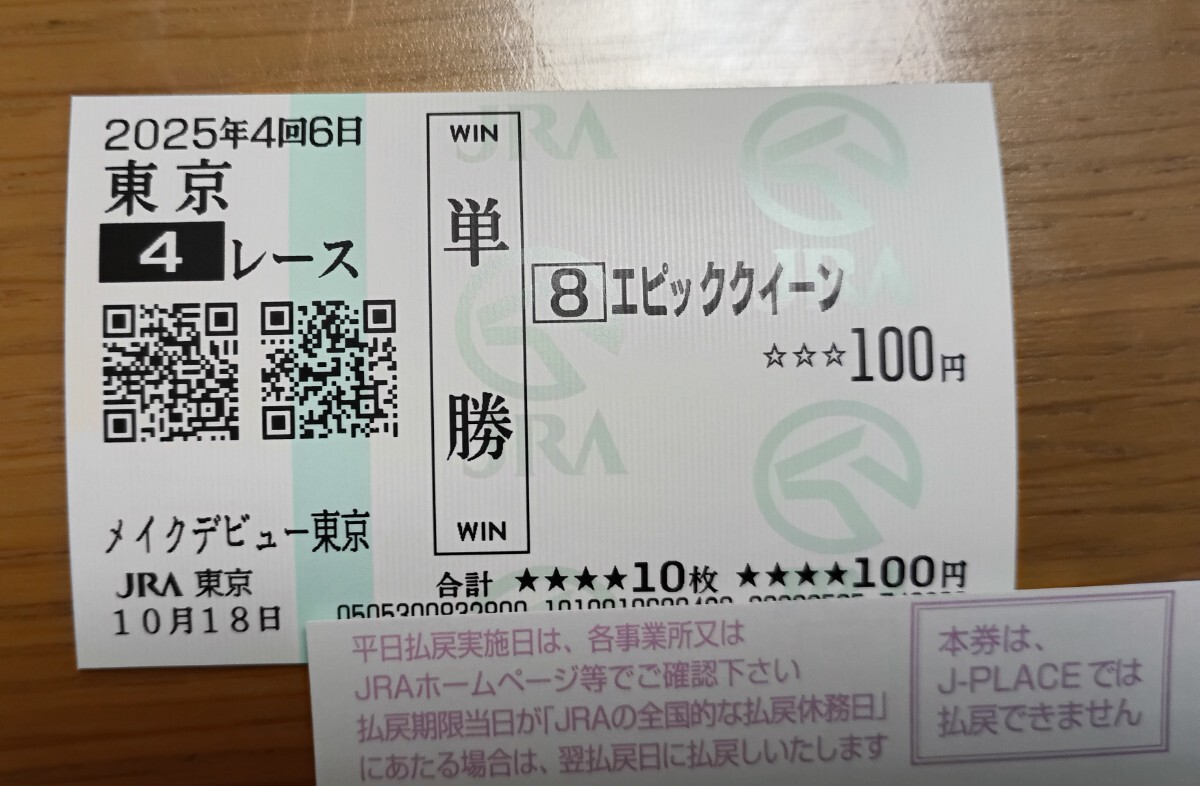 2025年4回6日
東京
4レース
メイクデビュー東京
JRA 東京
10月18日
WIN
単勝
WIN
8 エピッククイーン
☆☆☆100円
合計 ★★★★10枚 ★★★★100円
JRA
JRA
JRA
平日払戻実施日は、各事業所又は
JRAホームページ等でご確認下さい
払戻期限当日が「JRAの全国的な払戻休務日」
にあたる場合は、翌払戻日に払戻しいたします
本券は、
J-PLACEでは
払戻できません